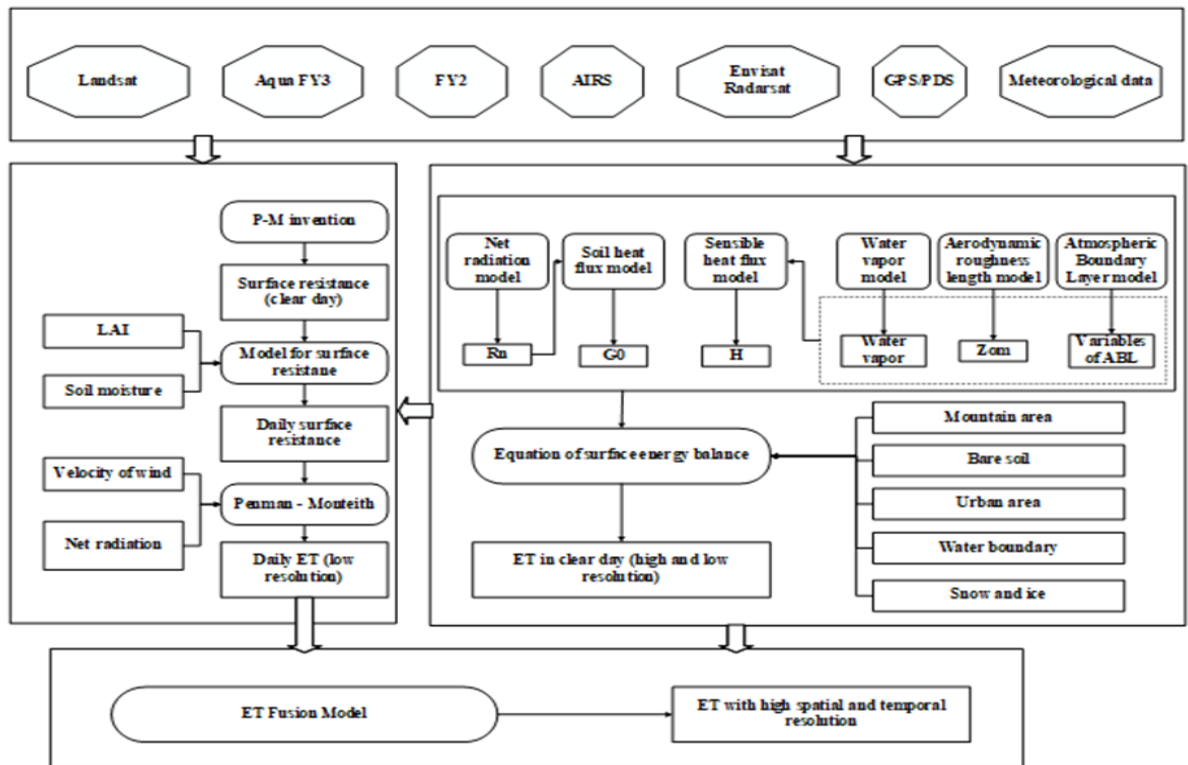 Landsat
Aqua FY3
FY2
AIRS
Envisat
Radarsat
GPS/PDS
Meteorological data
P-M invention
Surface resistance
(clear day)
LAI
Soil moisture
Model for surface
resistane
Daily surface
resistance
Velocity of wind
Net radiation
Penman - Monteith
Daily ET (low
resolution)
Net
radiation
model
Soil heat
flux model
Sensible
heat flux
model
Water
vapor model
Aerodynamic
roughness
length model
Atmospheric
Boundary
Layer model
Rn
G0
H
Water
vapor
Zom
Variables
of ABL
Equation of surface energy balance
ET in clear day (high and low
resolution)
Mountain area
Bare soil
Urban area
Water boundary
Snow and ice
ET Fusion Model
ET with high spatial and temporal
resolution